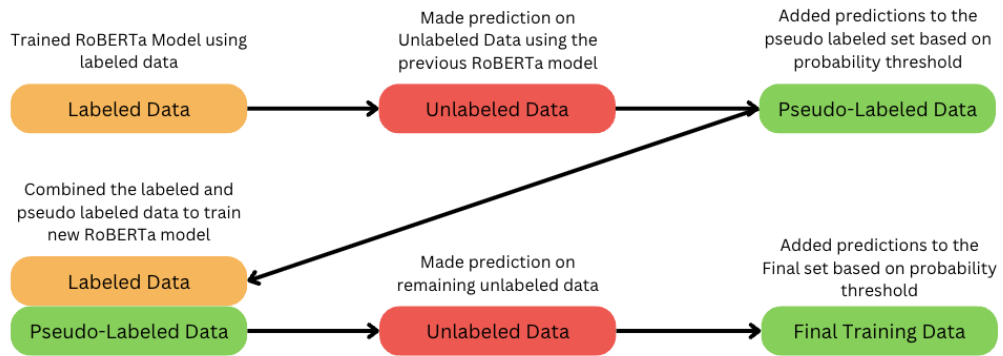 Trained RoBERTa Model using
labeled data
Labeled Data
Made prediction on
Unlabeled Data using the
previous RoBERTa model
Unlabeled Data
Added predictions to the
pseudo labeled set based on
probability threshold
Pseudo-Labeled Data
Combined the labeled and
pseudo labeled data to train
new RoBERTa model
Labeled Data
Pseudo-Labeled Data
Made prediction on
remaining unlabeled data
Unlabeled Data
Added predictions to the
Final set based on probability
threshold
Final Training Data